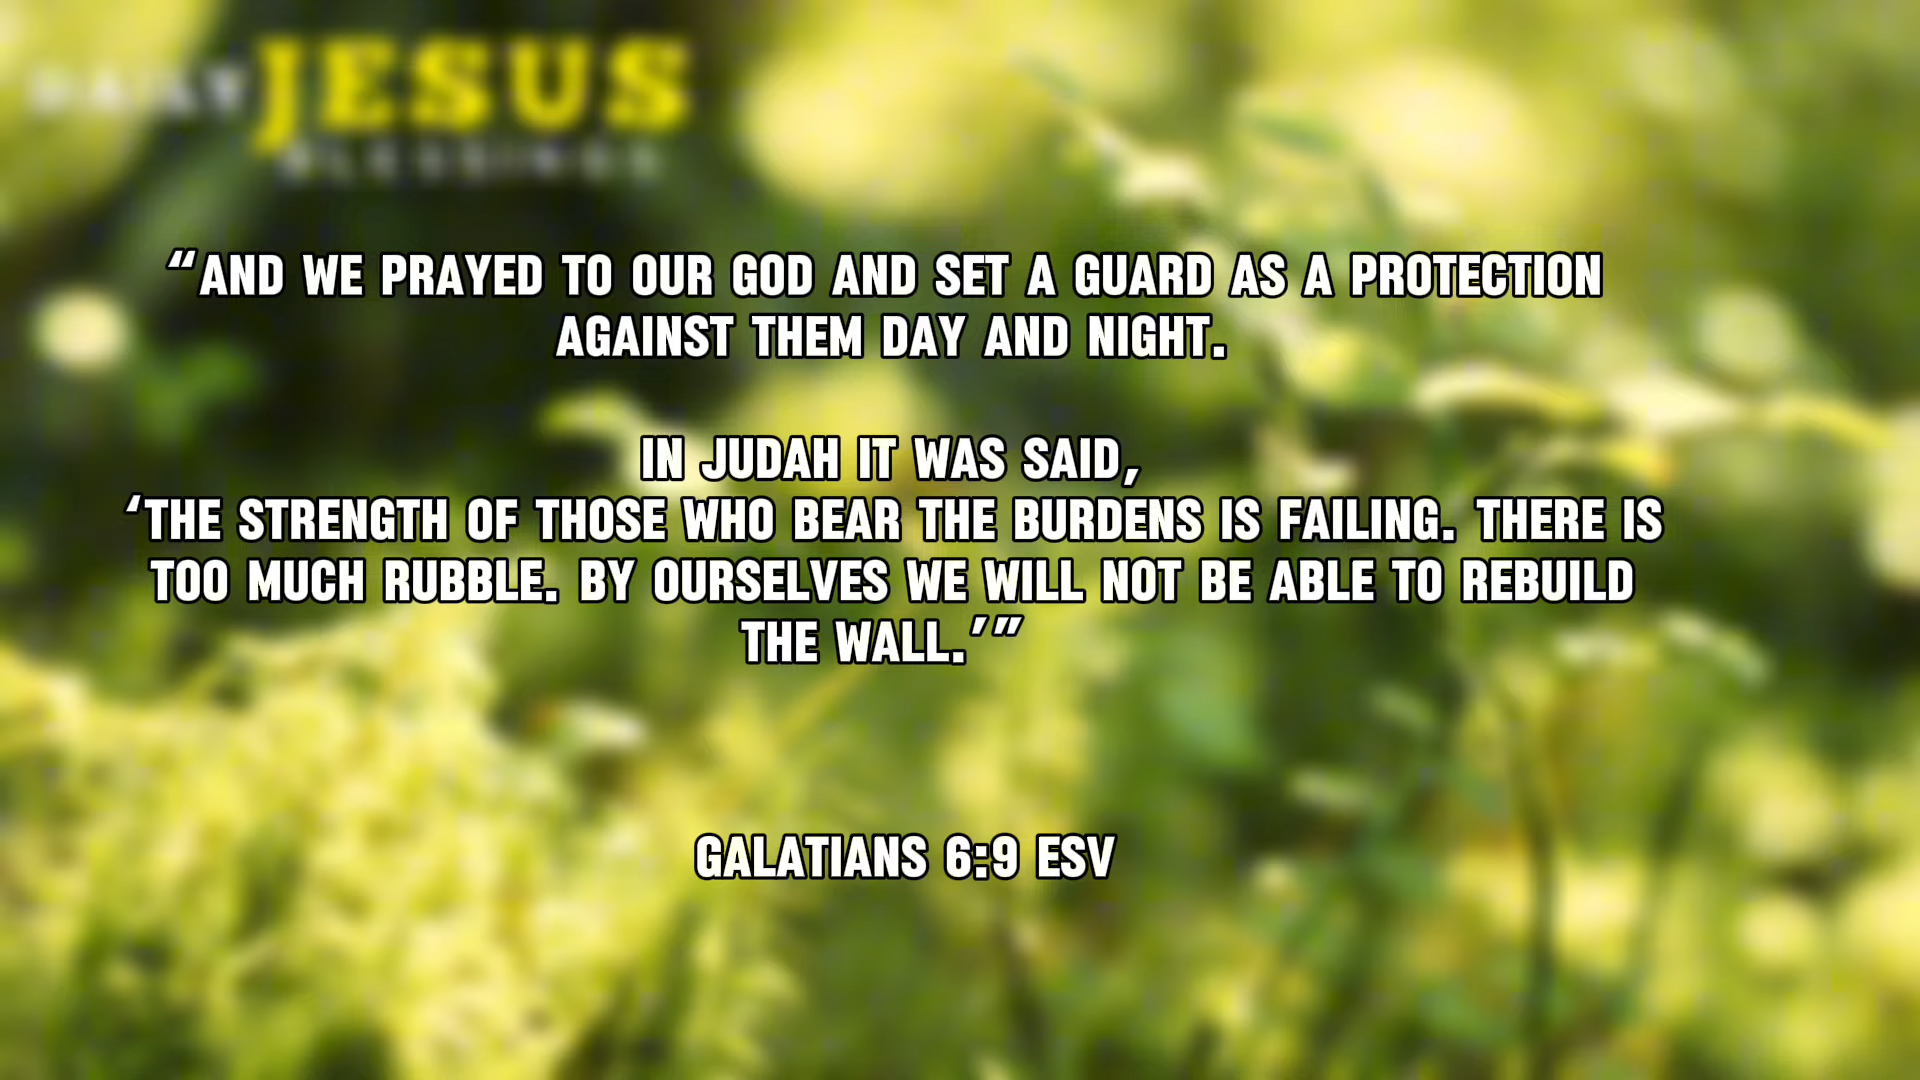 DAILY JESUS
BLESSINGS
“AND WE PRAYED TO OUR GOD AND SET A GUARD AS A PROTECTION
AGAINST THEM DAY AND NIGHT.
IN JUDAH IT WAS SAID,
‘THE STRENGTH OF THOSE WHO BEAR THE BURDENS IS FAILING. THERE IS
TOO MUCH RUBBLE. BY OURSELVES WE WILL NOT BE ABLE TO REBUILD
THE WALL.’”
GALATIANS 6:9 ESV